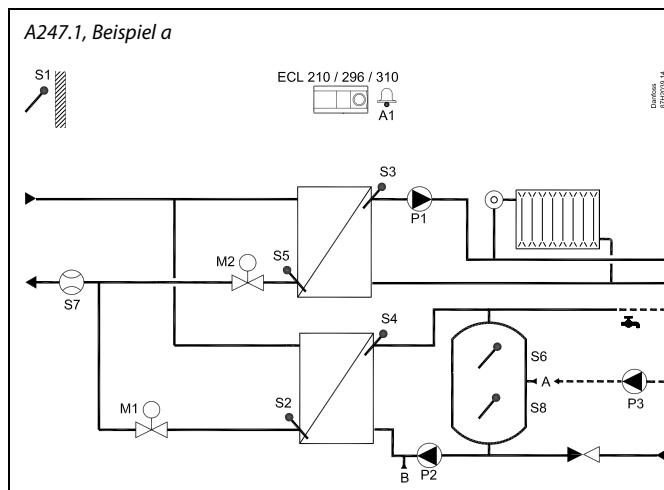 A247.1, Beispiel a
S1
ECL 210 / 296 / 310
A1
Danfoss
S3
P1
M2
S5
S7
S4
S6
A
S8
P3
M1
S2
B
P2